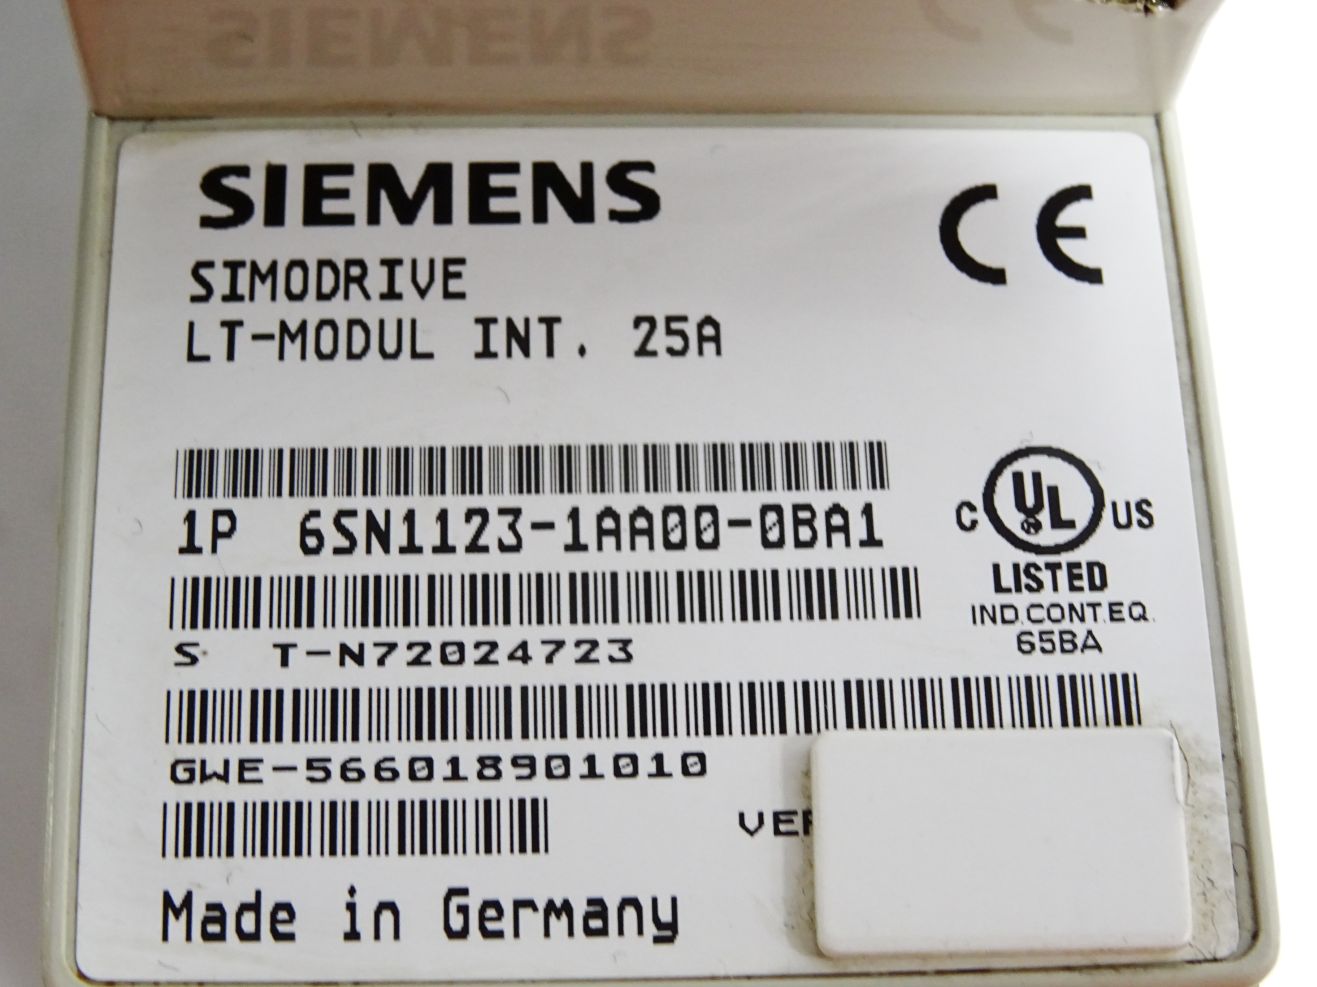 SIEMENS
CE
SIMODRIVE
LT-MODUL INT. 25A
1P 6SN1123-1AA00-0BA1
C UL US
LISTED
IND.CONT.EQ.
65BA
S T-N72024723
GWE-566018901010
Made in Germany